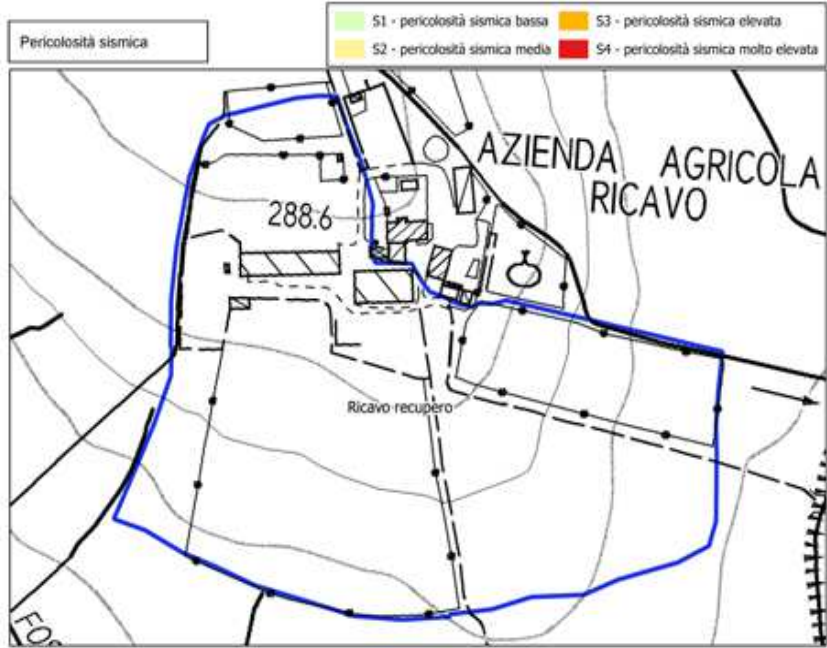 Pericolosità sismica
S1 - pericolosità sismica bassa
S2 - pericolosità sismica media
S3 - pericolosità sismica elevata
S4 - pericolosità sismica molto elevata
AZIENDA AGRICOLA
RICAVO
288.6
Ricavo recupero
FOS